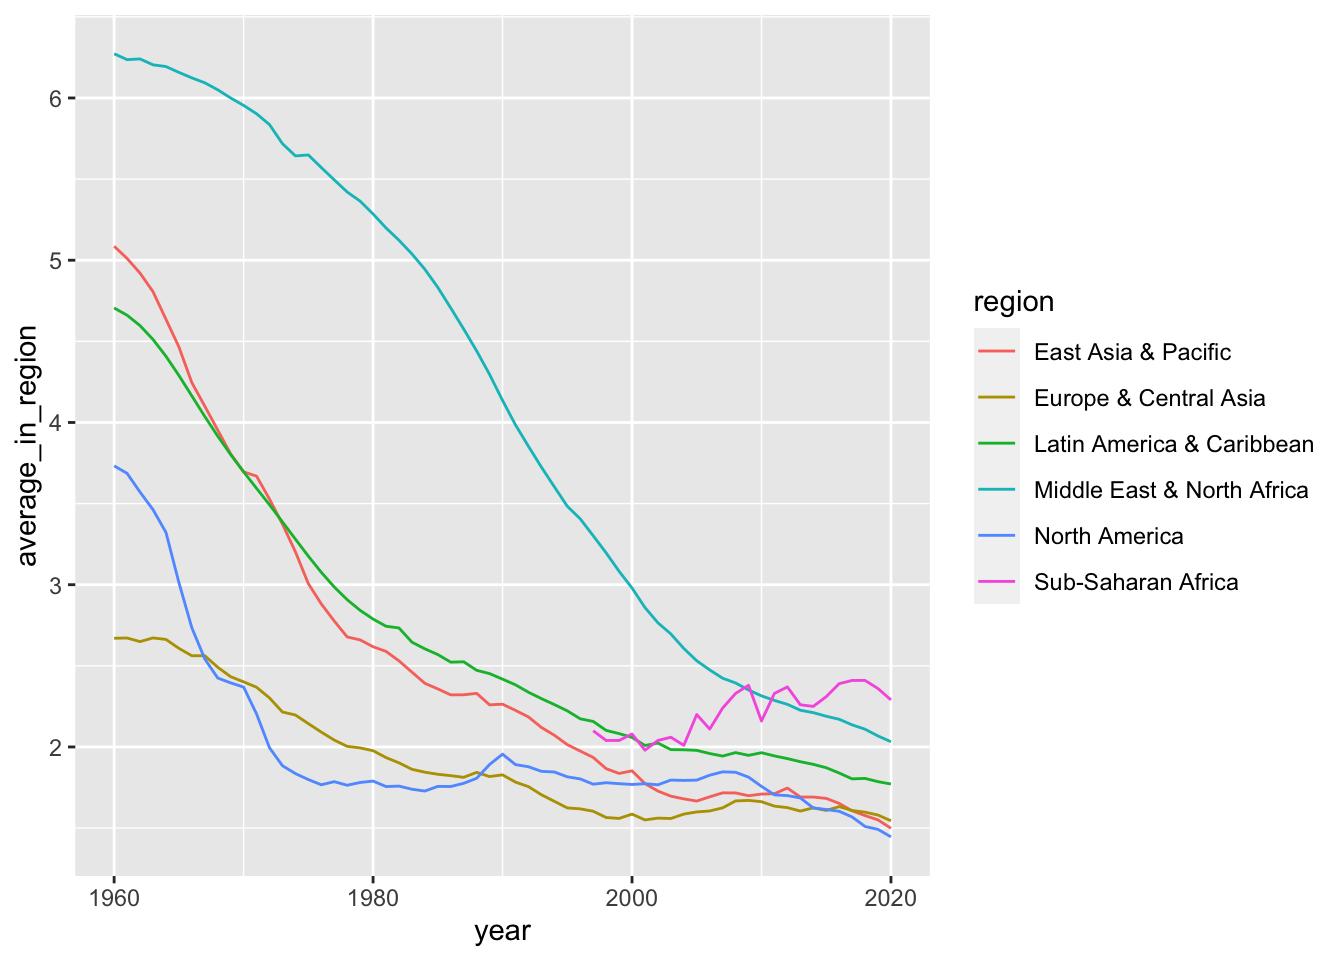 6
5
4
3
2
average_in_region
1960
1980
2000
2020
year
region
East Asia & Pacific
Europe & Central Asia
Latin America & Caribbean
Middle East & North Africa
North America
Sub-Saharan Africa